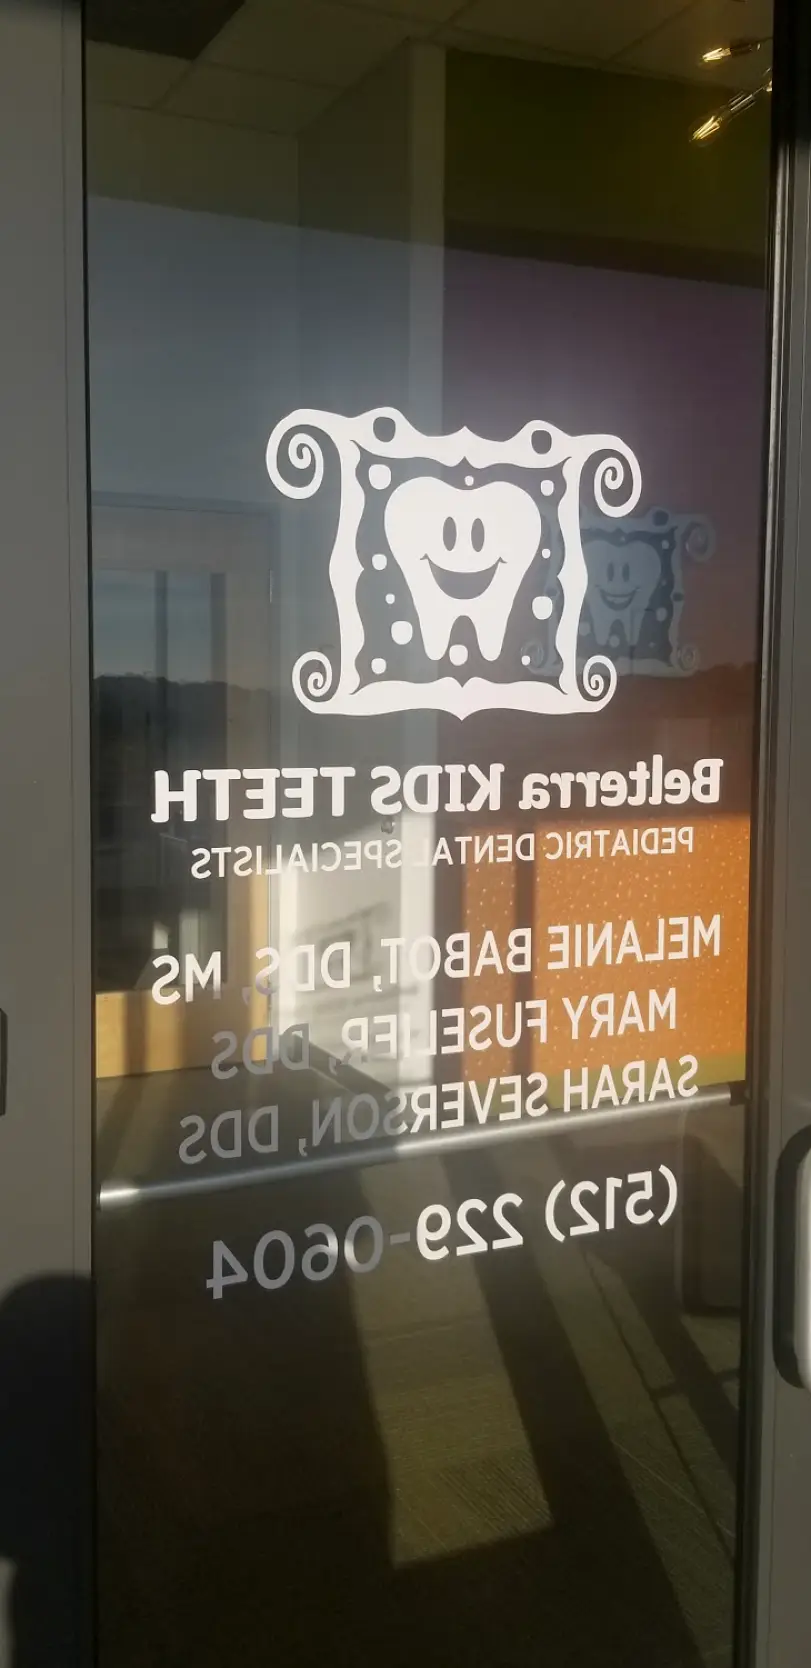 Belterra KIDS TEETH
PEDIATRIC DENTAL SPECIALISTS
MELANIE BABOT, DDS, MS
MARY FUSELIER, DDS
SARAH SEVERSON, DDS
(512) 229-0604